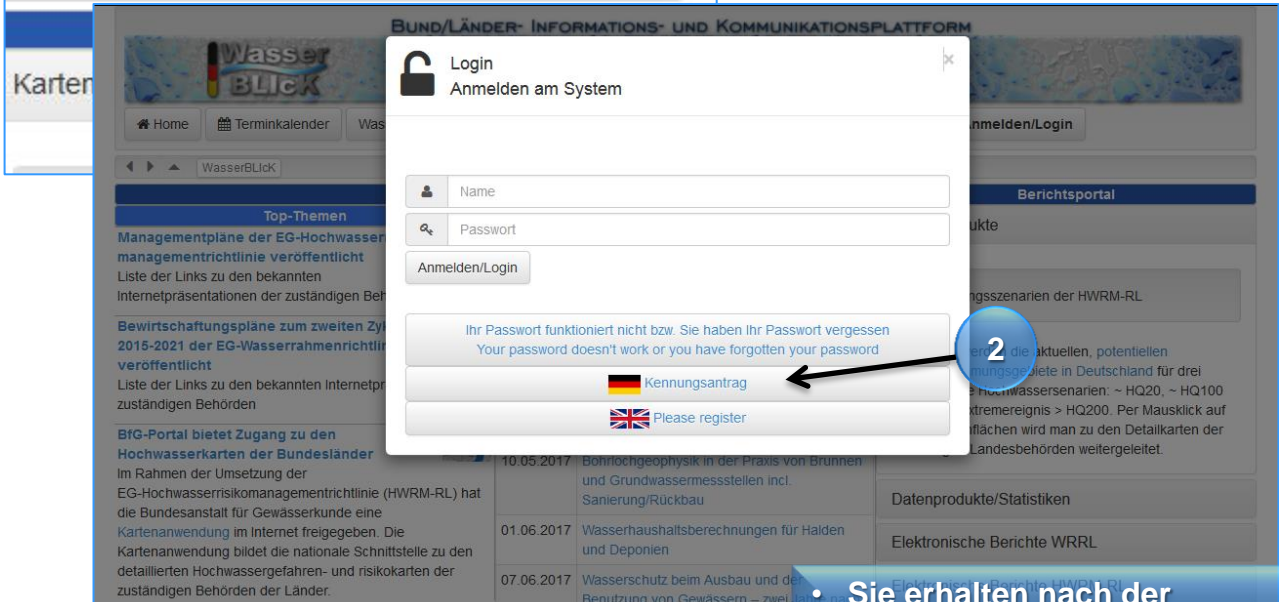 Karten
BUND/LÄNDER- INFORMATIONS- UND KOMMUNIKATIONSPLATTFORM
Wasser
BLIcK
Login
Anmelden am System
×
Home
Terminkalender
Was
nmelden/Login
WasserBLIcK
Name
Passwort
Anmelden/Login
Ihr Passwort funktioniert nicht bzw. Sie haben Ihr Passwort vergessen
Your password doesn't work or you have forgotten your password
Kennungsantrag
Please register
2
Top-Themen
Managementpläne der EG-Hochwasser
managementrichtlinie veröffentlicht
Liste der Links zu den bekannten
Internetpräsentationen der zuständigen Beh
Bewirtschaftungspläne zum zweiten Zy
2015-2021 der EG-Wasserrahmenrichtli
veröffentlicht
Liste der Links zu den bekannten Internetpr
zuständigen Behörden
BfG-Portal bietet Zugang zu den
Hochwasserkarten der Bundesländer
Im Rahmen der Umsetzung der
EG-Hochwasserrisikomanagementrichtlinie (HWRM-RL) hat
die Bundesanstalt für Gewässerkunde eine
Kartenanwendung im Internet freigegeben. Die
Kartenanwendung bildet die nationale Schnittstelle zu den
detaillierten Hochwassergefahren- und risikokarten der
zuständigen Behörden der Länder.
10.05.2017 Bohrlochgeophysik in der Praxis von Brunnen
und Grundwassermessstellen incl.
Sanierung/Rückbau
01.06.2017 Wasserhaushaltsberechnungen für Halden
und Deponien
07.06.2017 Wasserschutz beim Ausbau und der
Benutzung von Gewässern – zwei
Berichtsportal
ukte
ngsszenarien der HWRM-RL
die aktuellen, potentiellen
mungsgebiete in Deutschland für drei
Hochwassersenarien: ~ HQ20, ~ HQ100
xtremereignis > HQ200. Per Mausklick auf
flächen wird man zu den Detailkarten der
Landesbehörden weitergeleitet.
Datenprodukte/Statistiken
Elektronische Berichte WRRL
Elektronische Berichte HWRM-RL
• Sie erhalten nach der